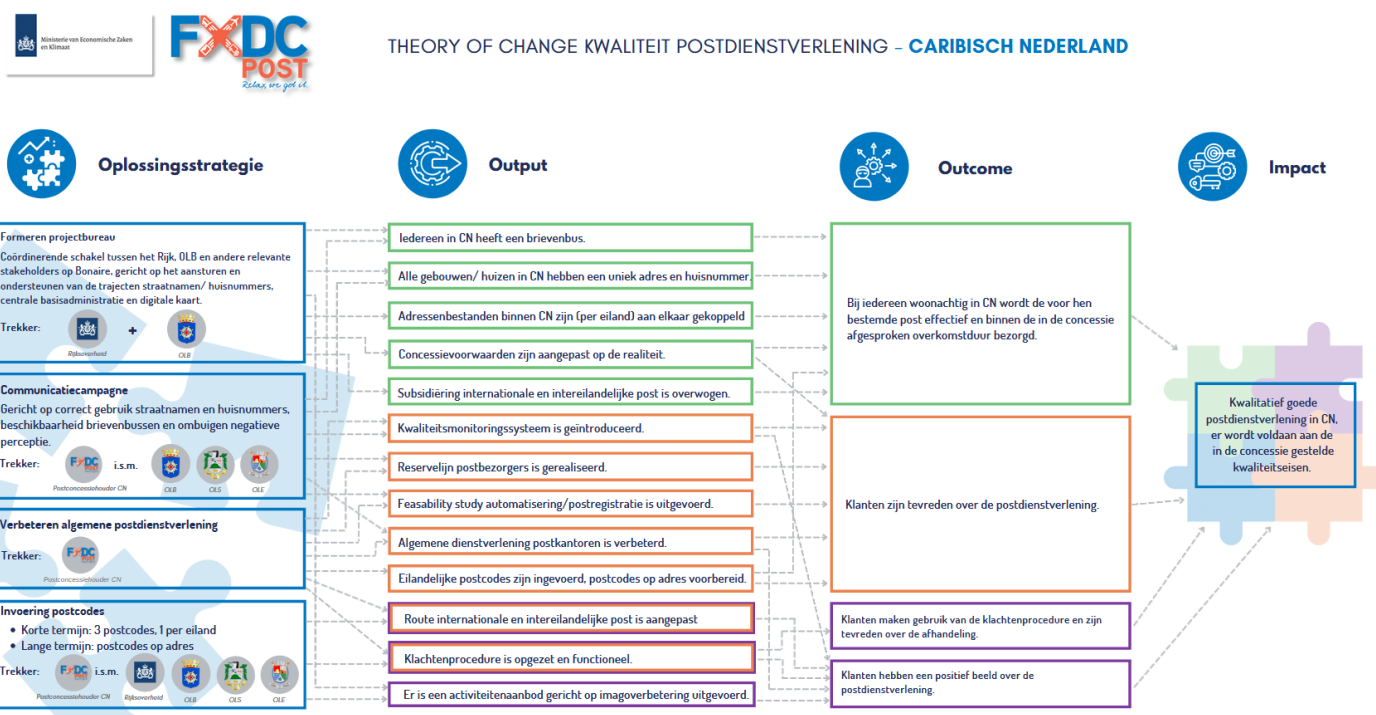 Ministerie van Economische Zaken
en Klimaat
FXDC
POST
Relax, we got it.
THEORY OF CHANGE KWALITEIT POSTDIENSTVERLENING - CARIBISCH NEDERLAND
Oplossingsstrategie
Output
Outcome
Impact
Formeren projectbureau
Coördinerende schakel tussen het Rijk, OLB en andere relevante
stakeholders op Bonaire, gericht op het aansturen en
ondersteunen van de trajecten straatnamen/ huisnummers,
centrale basisadministratie en digitale kaart.
Trekker:
+
Rijksoverheid
OLB
Communicatiecampagne
Gericht op correct gebruik straatnamen en huisnummers,
beschikbaarheid brievenbussen en ombuigen negatieve
perceptie.
Trekker:
FXDC
POST
i.s.m.
Postconcessiehouder CN
OLB
OLS
OLE
Verbeteren algemene postdienstverlening
Trekker:
FXDC
POST
Postconcessiehouder CN
Invoering postcodes
• Korte termijn: 3 postcodes, 1 per eiland
• Lange termijn: postcodes op adres
Trekker:
FXDC
POST
i.s.m.
Postconcessiehouder CN
Rijksoverheid
OLB
OLS
OLE
Iedereen in CN heeft een brievenbus.
Alle gebouwen/ huizen in CN hebben een uniek adres en huisnummer.
Adressenbestanden binnen CN zijn (per eiland) aan elkaar gekoppeld
Concessievoorwaarden zijn aangepast op de realiteit.
Subsidiëring internationale en intereilandelijke post is overwogen.
Kwaliteitsmonitoringssysteem is geïntroduceerd.
Reservelijn postbezorgers is gerealiseerd.
Feasability study automatisering/postregistratie is uitgevoerd.
Algemene dienstverlening postkantoren is verbeterd.
Eilandelijke postcodes zijn ingevoerd, postcodes op adres voorbereid.
Route internationale en intereilandelijke post is aangepast
Klachtenprocedure is opgezet en functioneel.
Er is een activiteitenaanbod gericht op imagoverbetering uitgevoerd.
Bij iedereen woonachtig in CN wordt de voor hen
bestemde post effectief en binnen de in de concessie
afgesproken overkomstduur bezorgd.
Klanten zijn tevreden over de postdienstverlening.
Klanten maken gebruik van de klachtenprocedure en zijn
tevreden over de afhandeling.
Klanten hebben een positief beeld over de
postdienstverlening.
Kwalitatief goede
postdienstverlening in CN,
er wordt voldaan aan de
in de concessie gestelde
kwaliteitseisen.